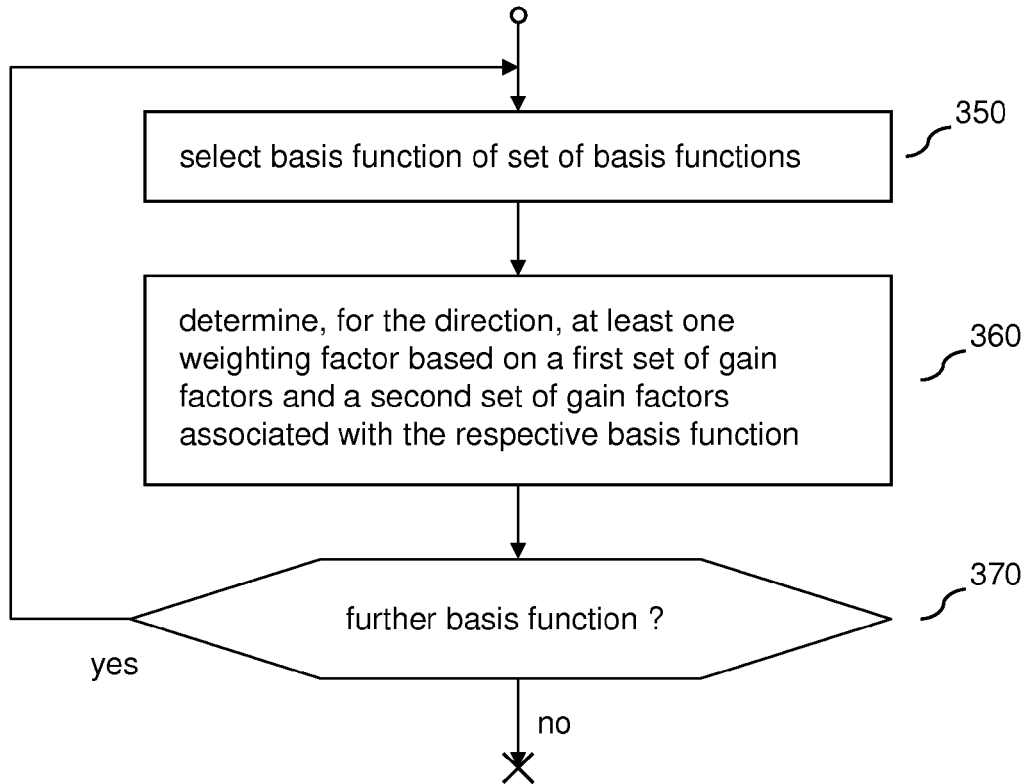 350
select basis function of set of basis functions
360
determine, for the direction, at least one
weighting factor based on a first set of gain
factors and a second set of gain factors
associated with the respective basis function
370
further basis function ?
yes
no